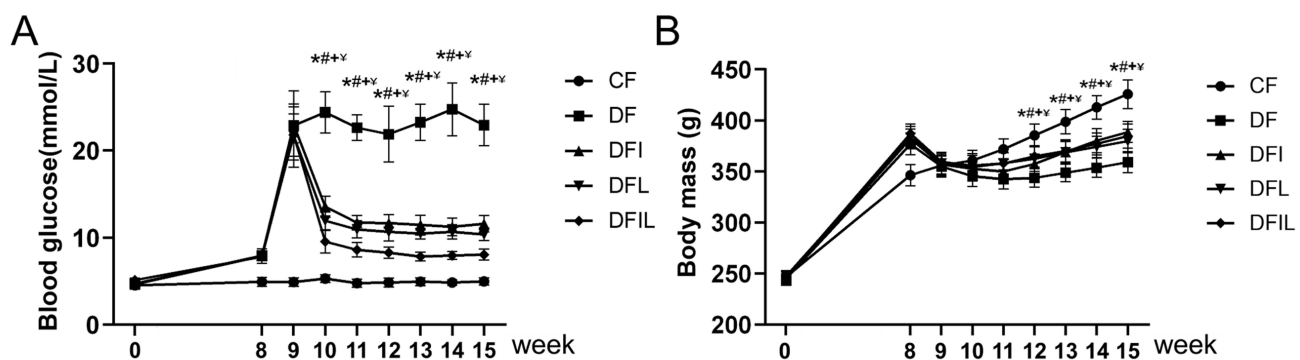 A
Blood glucose(mmol/L)
30
20
10
0
*#+¥
*#+¥
*#+¥
*#+¥
*#+¥
*#+¥
0 8 9 10 11 12 13 14 15 week
CF
DF
DFI
DFL
DFIL
B
Body mass (g)
450
400
350
300
250
200
*#+¥
*#+¥
*#+¥
*#+¥
0 8 9 10 11 12 13 14 15 week
CF
DF
DFI
DFL
DFIL